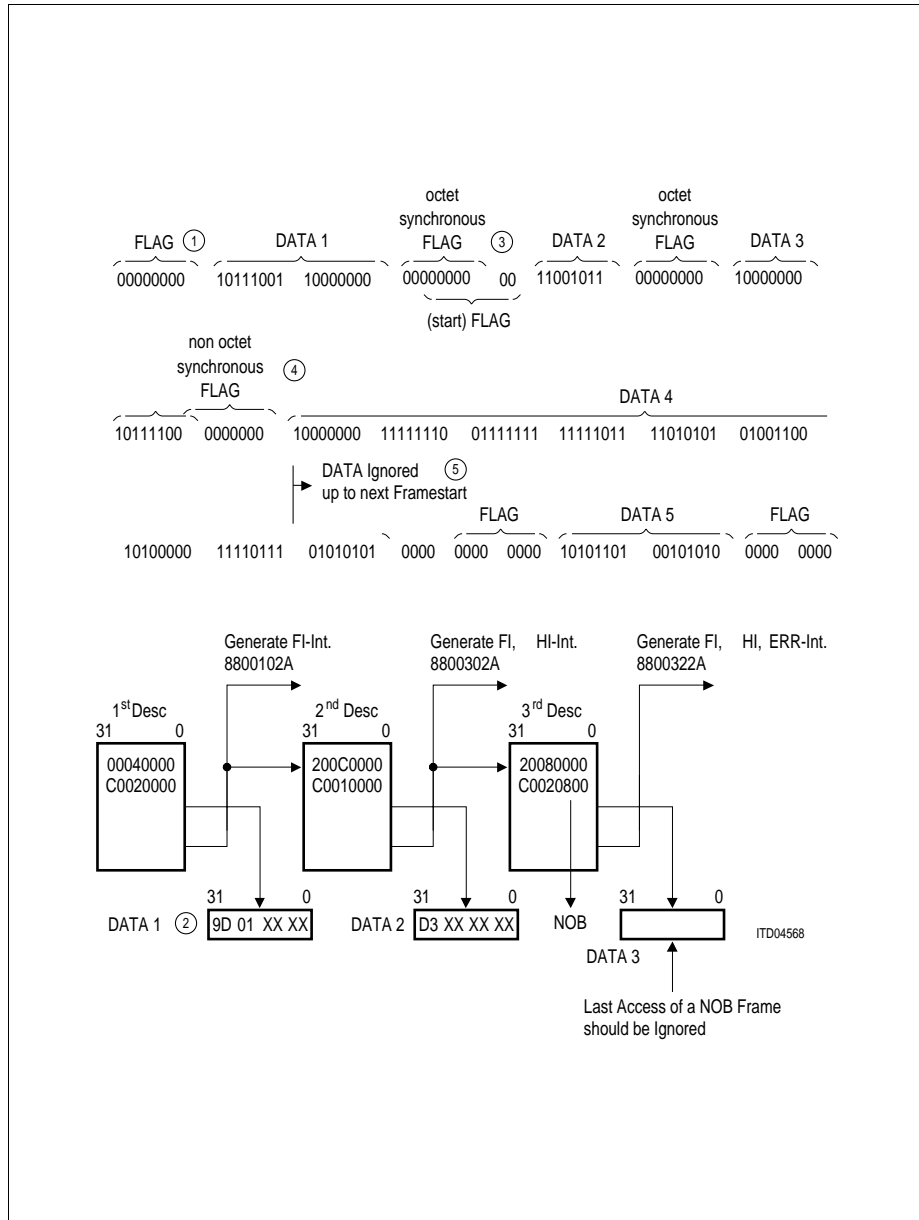 octet octet
synchronous synchronous
FLAG ① DATA 1 FLAG ③ DATA 2 FLAG DATA 3
00000000 10111001 10000000 00000000 00 11001011 00000000 10000000
(start) FLAG
non octet
synchronous ④
FLAG DATA 4
10111100 0000000 10000000 11111110 01111111 11111011 11010101 01001100
DATA Ignored ⑤
up to next Framestart
FLAG DATA 5 FLAG
10100000 11110111 01010101 0000 0000 0000 10101101 00101010 0000 0000
Generate FI-Int. Generate FI, HI-Int. Generate FI, HI, ERR-Int.
8800102A 8800302A 8800322A
1st Desc 2nd Desc 3rd Desc
31 0 31 0 31 0
00040000 200C0000 20080000
C0020000 C0010000 C0020800
31 0 31 0 31 0
DATA 1 ② 9D 01 XX XX DATA 2 D3 XX XX XX NOB
ITD04568
DATA 3
Last Access of a NOB Frame
should be Ignored